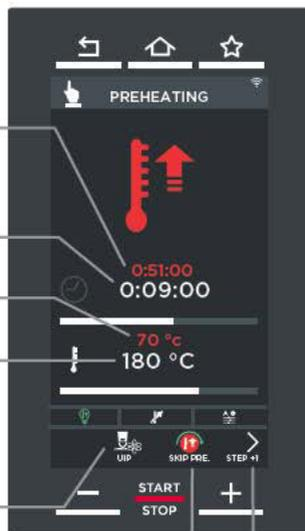 PREHEATING
0:51:00
0:09:00
70 °c
180 °C
UIP
SKIP PRE.
STEP +1
START
STOP